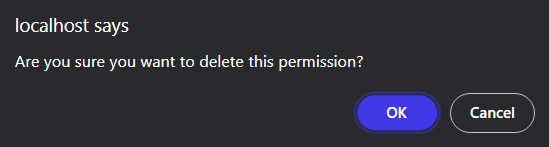 localhost says
Are you sure you want to delete this permission?
OK Cancel